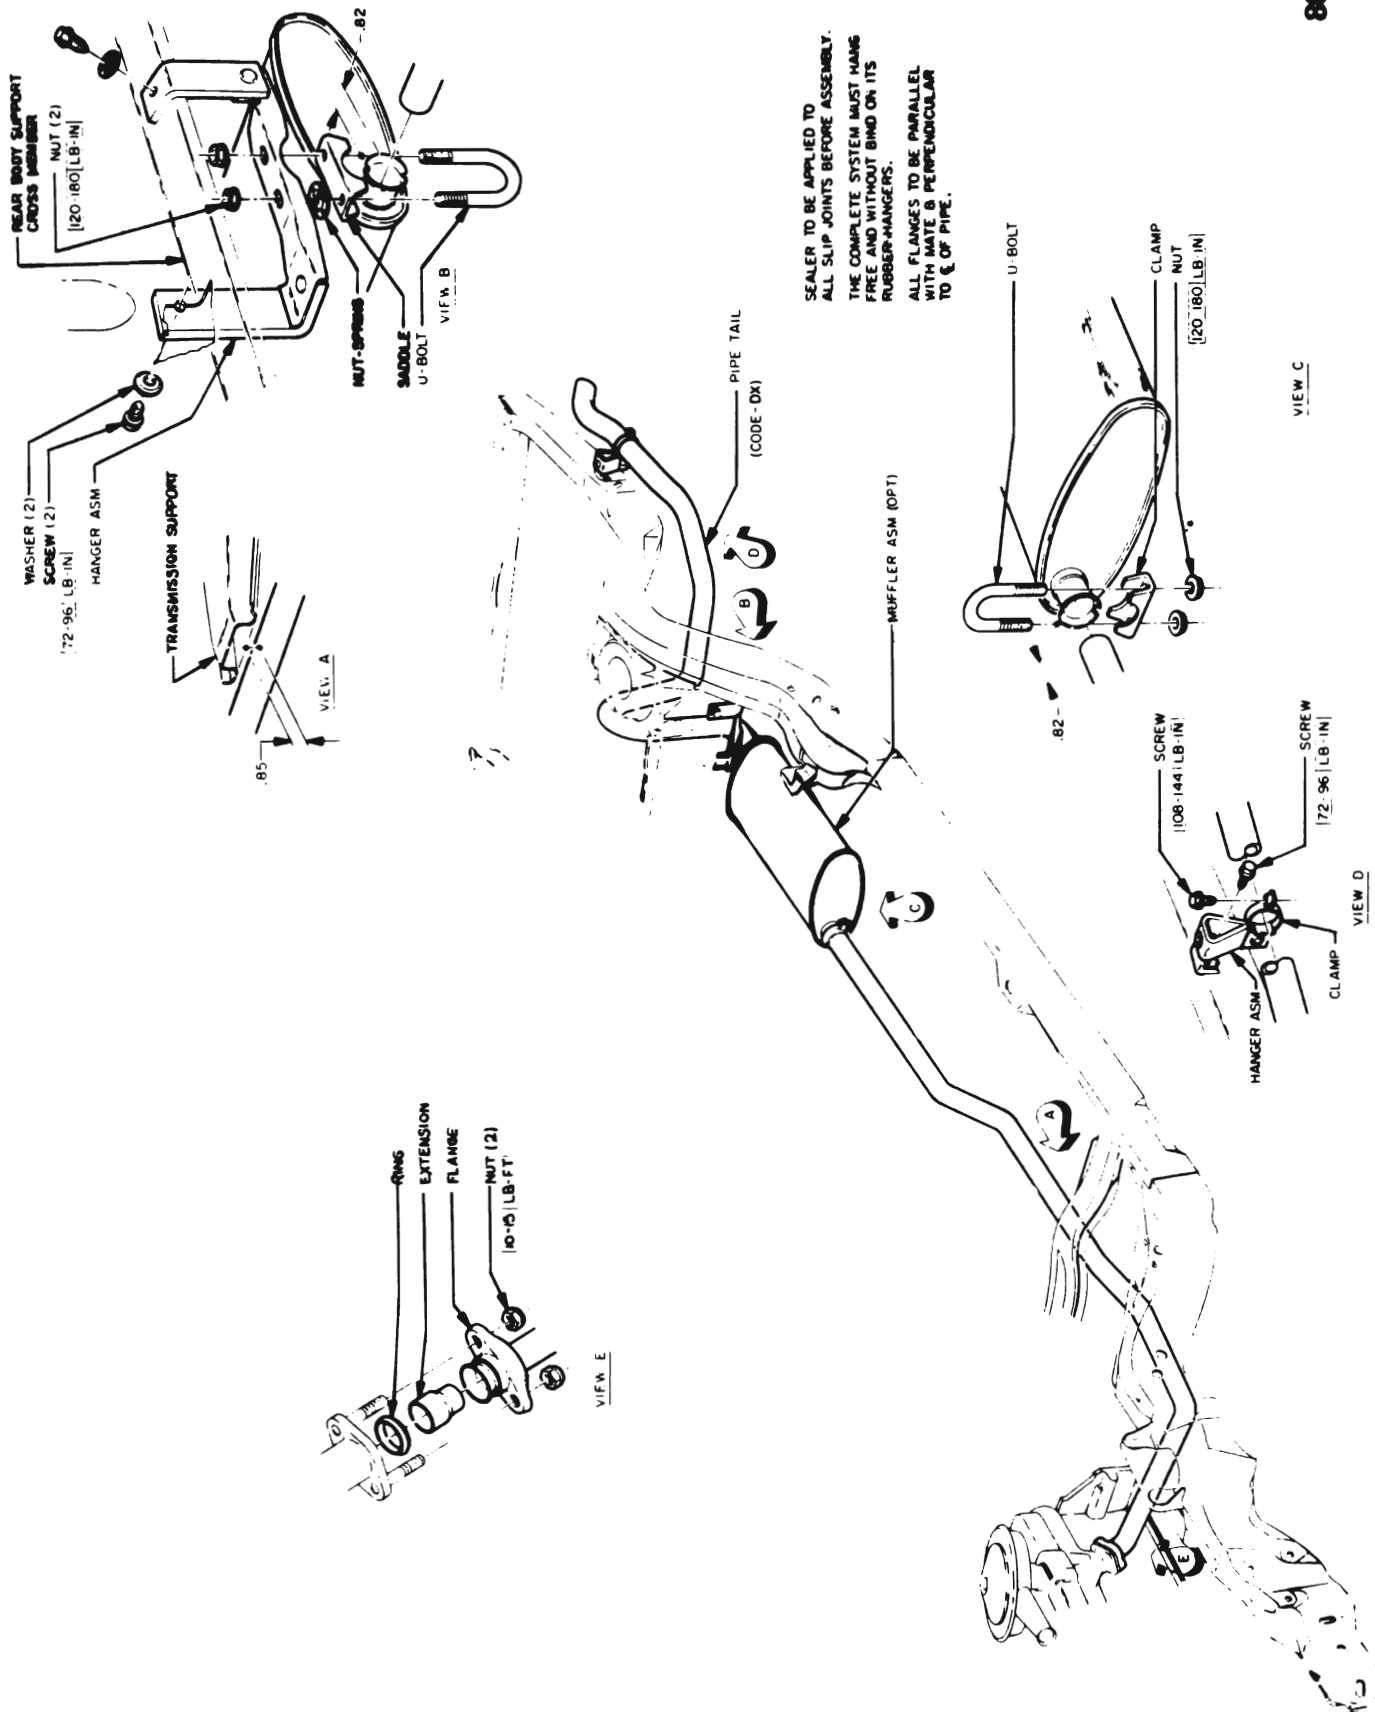 REAR BODY SUPPORT
CROSS MEMBER
NUT (2)
[120-180] LB-IN
WASHER (2)
SCREW (2)
[72-96] LB-IN
HANGER ASM
.82
NUT-SPRING
SADDLE
U-BOLT
VIEW B
TRANSMISSION SUPPORT
.85
VIEW A
RING
EXTENSION
FLANGE
NUT (2)
[10-15] LB-FT
VIEW E
PIPE TAIL
(CODE-DX)
D
B
MUFFLER ASM (OPT)
C
A
E
SEALER TO BE APPLIED TO
ALL SLIP JOINTS BEFORE ASSEMBLY.
THE COMPLETE SYSTEM MUST HANG
FREE AND WITHOUT BIND ON ITS
RUBBER HANGERS.
ALL FLANGES TO BE PARALLEL
WITH MATE & PERPENDICULAR
TO ℄ OF PIPE.
U-BOLT
CLAMP
NUT
[120-180] LB-IN
.82
VIEW C
SCREW
[108-144] LB-IN
SCREW
[72-96] LB-IN
HANGER ASM
CLAMP
VIEW D